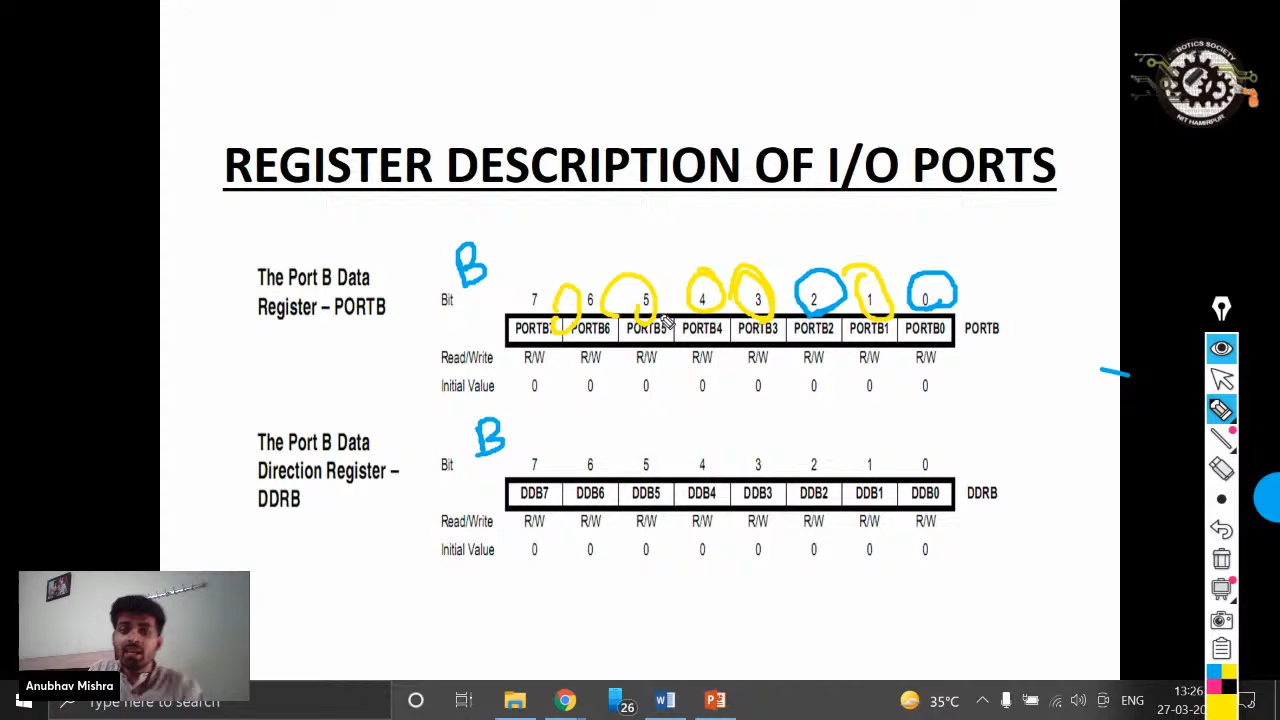 BOTICS SOCIETY
NIT HAMIRPUR
REGISTER DESCRIPTION OF I/O PORTS
B
The Port B Data
Register – PORTB
Bit 7 6 5 4 3 2 1 0
PORTB7 PORTB6 PORTB5 PORTB4 PORTB3 PORTB2 PORTB1 PORTB0 PORTB
Read/Write R/W R/W R/W R/W R/W R/W R/W R/W
Initial Value 0 0 0 0 0 0 0 0
B
The Port B Data
Direction Register –
DDRB
Bit 7 6 5 4 3 2 1 0
DDB7 DDB6 DDB5 DDB4 DDB3 DDB2 DDB1 DDB0 DDRB
Read/Write R/W R/W R/W R/W R/W R/W R/W R/W
Initial Value 0 0 0 0 0 0 0 0
Anubhav Mishra
Type here to search
26
35°C
ENG
13:26
27-03-20